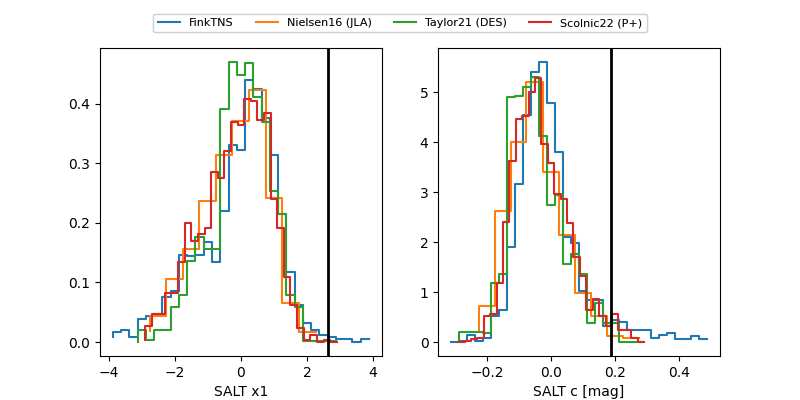 FinkTNS Nielsen16 (JLA) Taylor21 (DES) Scolnic22 (P+)
0.4
0.3
0.2
0.1
0.0
−4 −2 0 2 4
SALT x1
5
4
3
2
1
0
−0.2 0.0 0.2 0.4
SALT c [mag]